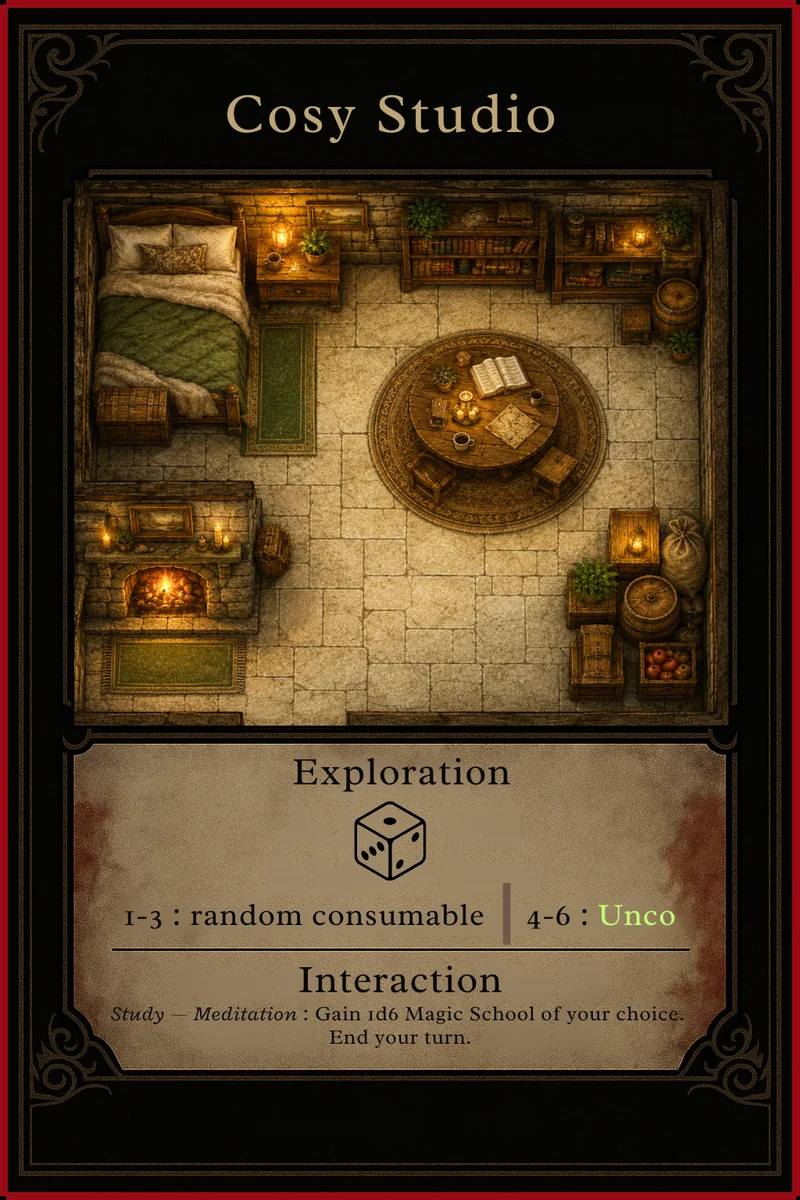 Cosy Studio
Exploration
1-3 : random consumable | 4-6 : Unco
Interaction
Study — Meditation : Gain 1d6 Magic School of your choice.
End your turn.